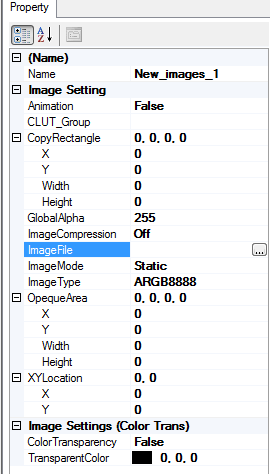 Property
(Name)
Name New_images_1
Image Setting
Animation False
CLUT_Group
CopyRectangle 0, 0, 0, 0
X 0
Y 0
Width 0
Height 0
GlobalAlpha 255
ImageCompression Off
ImageFile ...
ImageMode Static
ImageType ARGB8888
OpequeArea 0, 0, 0, 0
X 0
Y 0
Width 0
Height 0
XYLocation 0, 0
X 0
Y 0
Image Settings (Color Trans)
ColorTransparency False
TransparentColor 0, 0, 0